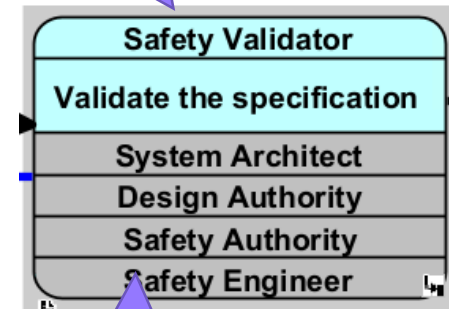 Safety Validator
Validate the specification
System Architect
Design Authority
Safety Authority
Safety Engineer